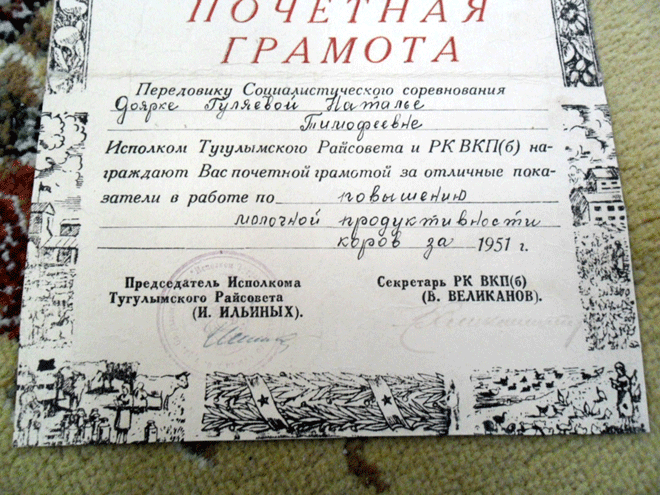 ПОЧЕТНАЯ
ГРАМОТА
Передовику Социалистического соревнования
Доярке Гуляевой Наталье
Тимофеевне
Исполком Тугулымского Райсовета и РК ВКП(б) на-
граждают Вас почетной грамотой за отличные пока-
затели в работе по повышению
молочной продуктивности
коров за 1951 г.
Председатель Исполкома
Тугулымского Райсовета
(И. ИЛЬИНЫХ).
Секретарь РК ВКП(б)
(В. ВЕЛИКАНОВ).